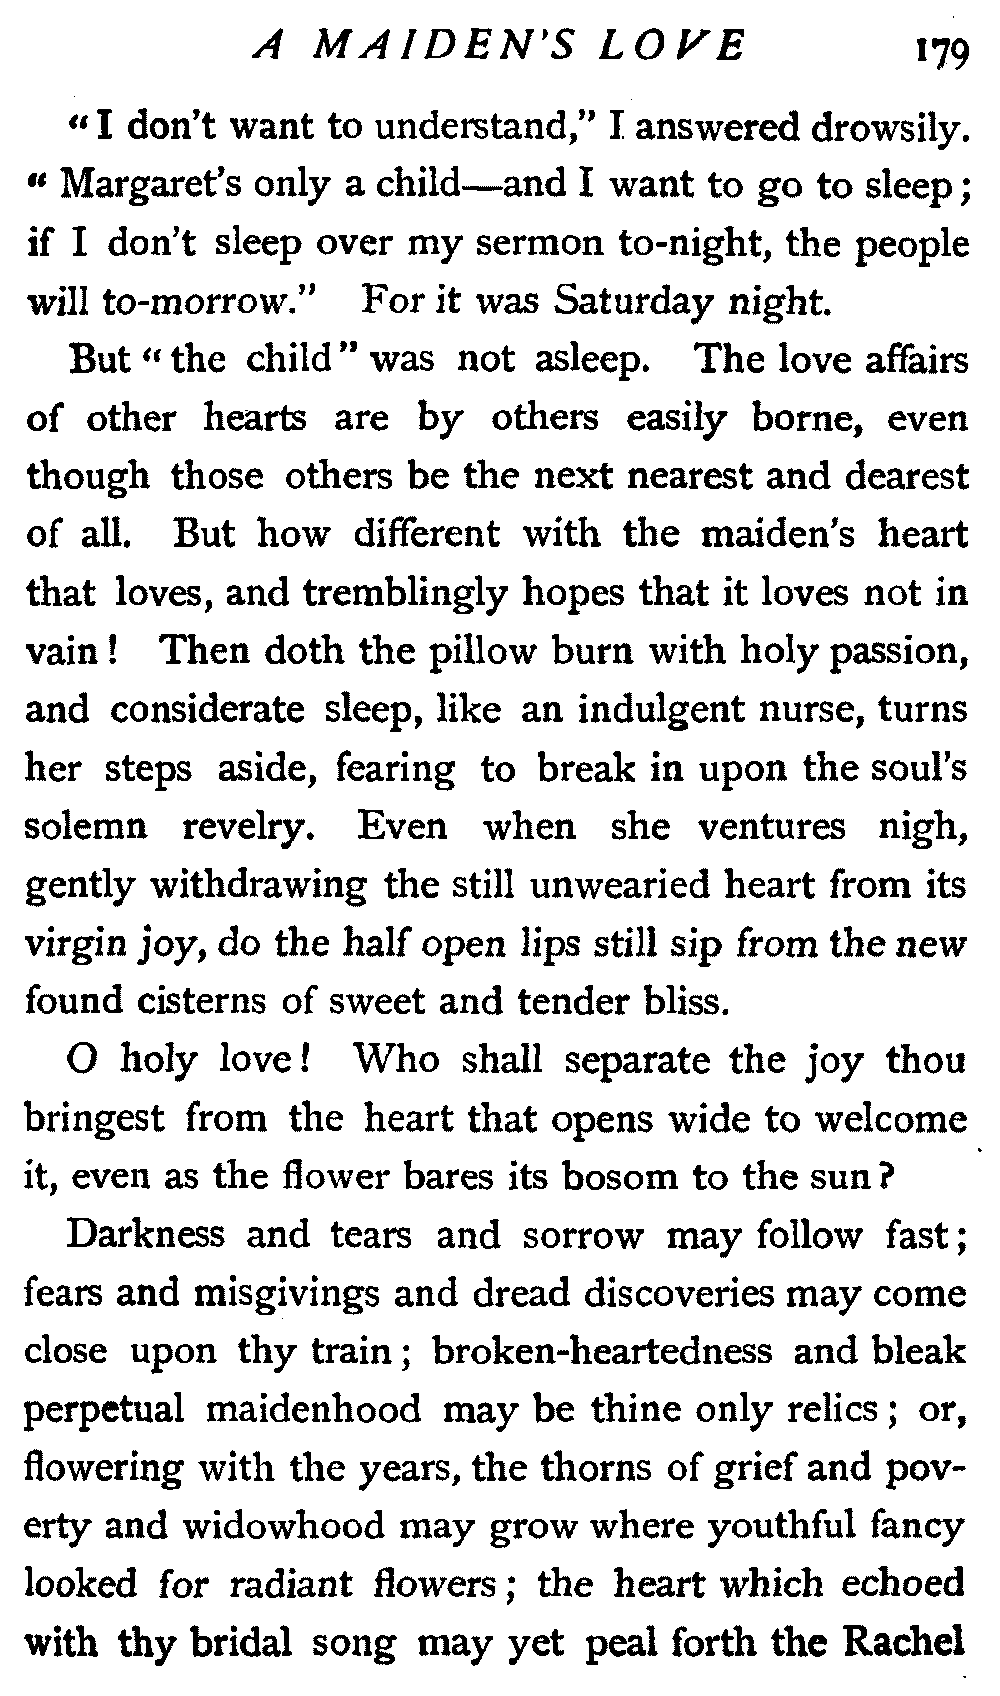 A MAIDEN'S LOVE 179
"I don't want to understand," I answered drowsily.
"Margaret's only a child—and I want to go to sleep;
if I don't sleep over my sermon to-night, the people
will to-morrow." For it was Saturday night.
But "the child" was not asleep. The love affairs
of other hearts are by others easily borne, even
though those others be the next nearest and dearest
of all. But how different with the maiden's heart
that loves, and tremblingly hopes that it loves not in
vain! Then doth the pillow burn with holy passion,
and considerate sleep, like an indulgent nurse, turns
her steps aside, fearing to break in upon the soul's
solemn revelry. Even when she ventures nigh,
gently withdrawing the still unwearied heart from its
virgin joy, do the half open lips still sip from the new
found cisterns of sweet and tender bliss.
O holy love! Who shall separate the joy thou
bringest from the heart that opens wide to welcome
it, even as the flower bares its bosom to the sun?
Darkness and tears and sorrow may follow fast;
fears and misgivings and dread discoveries may come
close upon thy train; broken-heartedness and bleak
perpetual maidenhood may be thine only relics; or,
flowering with the years, the thorns of grief and pov-
erty and widowhood may grow where youthful fancy
looked for radiant flowers; the heart which echoed
with thy bridal song may yet peal forth the Rachel